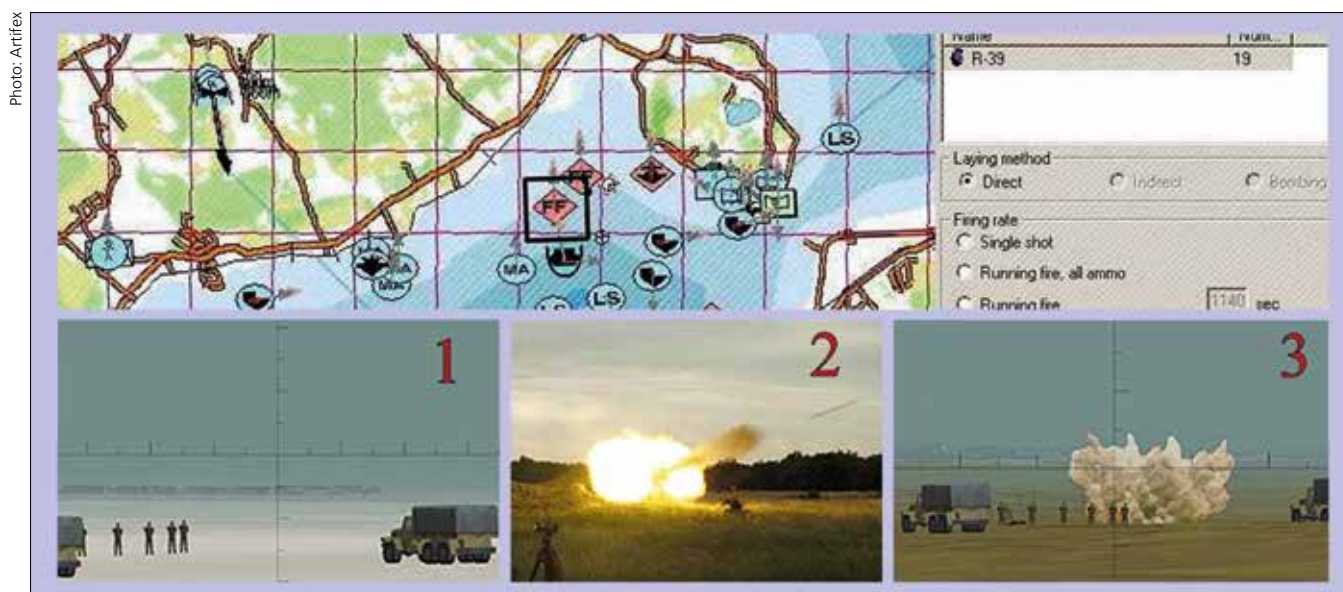 Photo: Artifex
Name Num...
R-39 19
LS
Laying method
Direct Indirect Bombing
FF
Firing rate
Single shot
MA
Running fire, all ammo
LS
Running fire 1140 sec
1
2
3